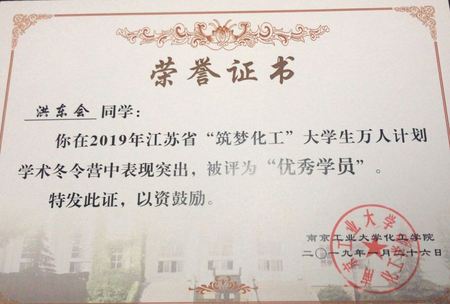 荣誉证书
洪东会 同学：
你在2019年江苏省“筑梦化工”大学生万人计划
学术冬令营中表现突出，被评为“优秀学员”。
特发此证，以资鼓励。
南京工业大学化工学院
二〇一九年一月二十六日